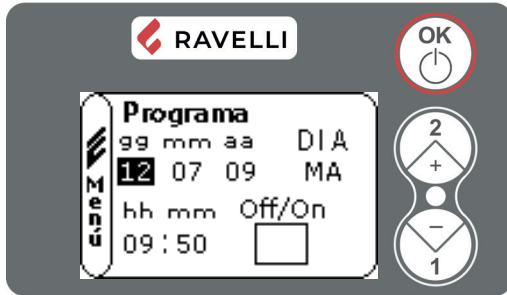 RAVELLI
OK
Programa
gg mm aa DIA
12 07 09 MA
hh mm Off/On
09:50
Menú
2
+
−
1